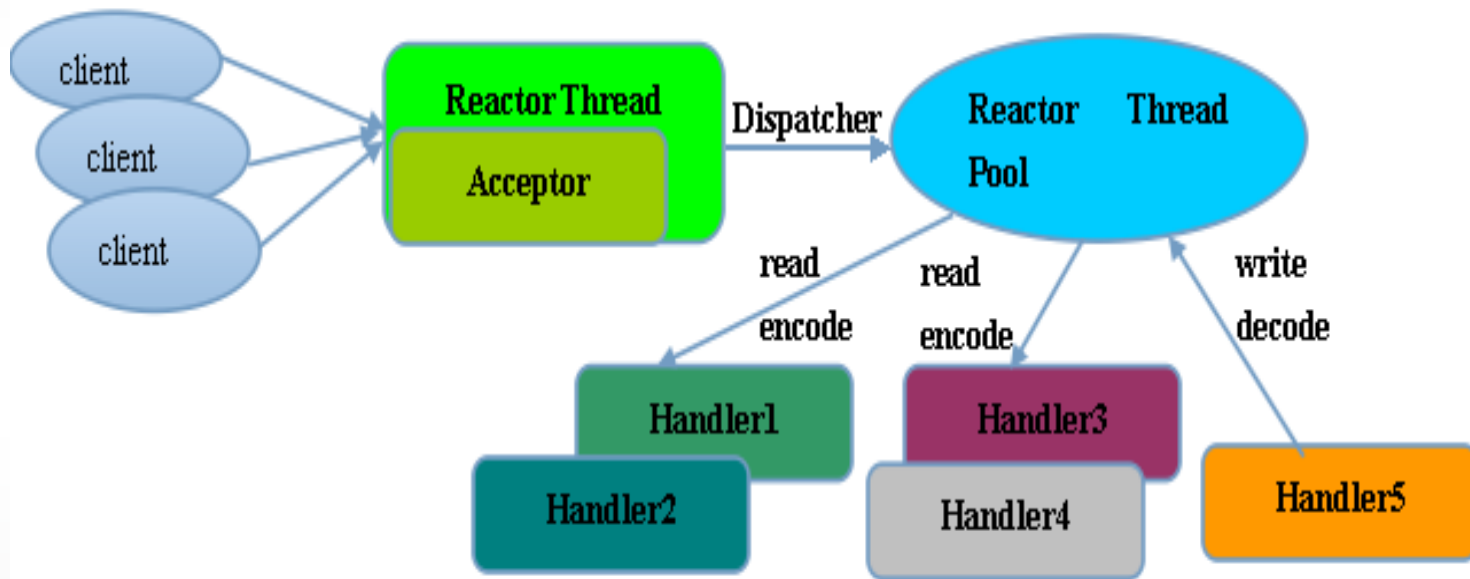 client
client
client
Reactor Thread
Acceptor
Dispatcher
Reactor Thread
Pool
read
encode
read
encode
write
decode
Handler1
Handler2
Handler3
Handler4
Handler5